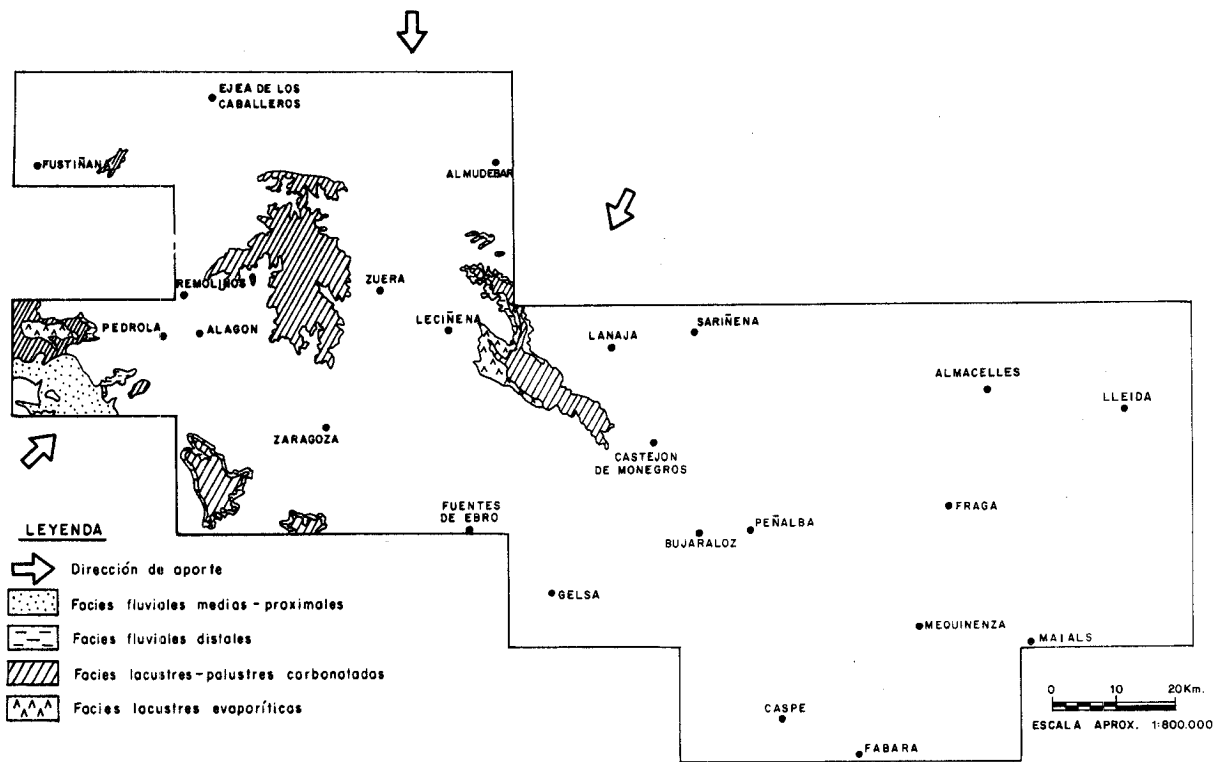 EJEA DE LOS
CABALLEROS
FUSTIÑANA
ALMUDEBAR
REMOLINOS
ZUERA
PEDROLA
ALAGON
LECIÑENA
LANAJA
SARIÑENA
ALMACELLES
LLEIDA
ZARAGOZA
CASTEJON
DE MONEGROS
FUENTES
DE EBRO
BUJARALOZ
PEÑALBA
FRAGA
GELSA
MEQUINENZA
MAIALS
CASPE
FABARA
LEYENDA
Dirección de aporte
Facies fluviales medias-proximales
Facies fluviales distales
Facies lacustres-palustres carbonatadas
Facies lacustres evaporíticas
0 10 20Km.
ESCALA APROX. 1:800.000